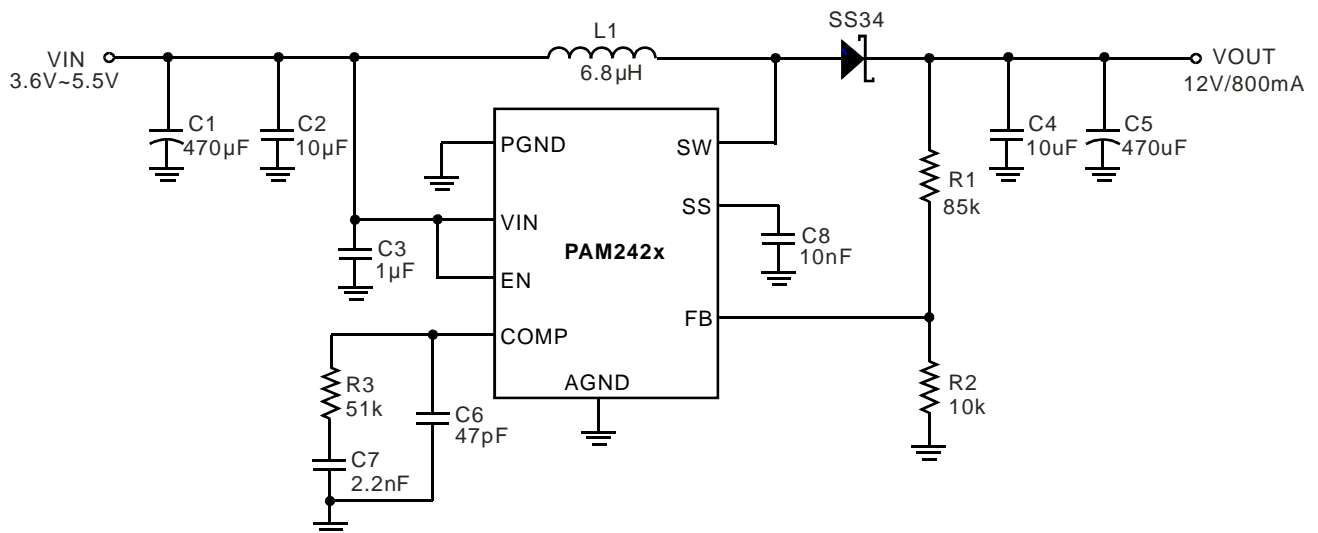 SS34
L1
6.8µH
VIN
3.6V~5.5V
VOUT
12V/800mA
C1
470µF
C2
10µF
C4
10uF
C5
470uF
PGND
SW
R1
85k
SS
VIN
PAM242x
C3
1µF
C8
10nF
EN
FB
COMP
AGND
R3
51k
C6
47pF
R2
10k
C7
2.2nF